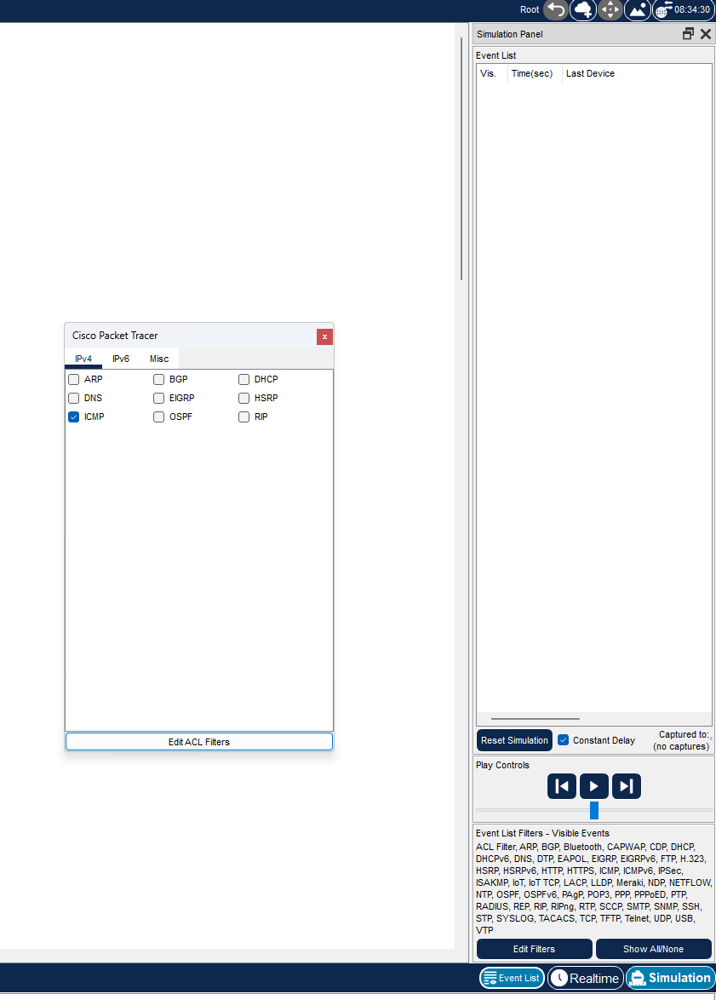 Root
08:34:30
Simulation Panel
Event List
Vis. Time(sec) Last Device
Cisco Packet Tracer
x
IPv4 IPv6 Misc
ARP BGP DHCP
DNS EIGRP HSRP
ICMP OSPF RIP
Edit ACL Filters
Reset Simulation Constant Delay
Captured to:
(no captures)
Play Controls
Event List Filters - Visible Events
ACL Filter, ARP, BGP, Bluetooth, CAPWAP, CDP, DHCP,
DHCPv6, DNS, DTP, EAPOL, EIGRP, EIGRPv6, FTP, H.323,
HSRP, HSRPv6, HTTP, HTTPS, ICMP, ICMPv6, IPSec,
ISAKMP, IoT, IoT TCP, LACP, LLDP, Meraki, NDP, NETFLOW,
NTP, OSPF, OSPFv6, PAgP, POP3, PPP, PPPoED, PTP,
RADIUS, REP, RIP, RIPng, RTP, SCCP, SMTP, SNMP, SSH,
STP, SYSLOG, TACACS, TCP, TFTP, Telnet, UDP, USB,
VTP
Edit Filters Show All/None
Event List Realtime Simulation